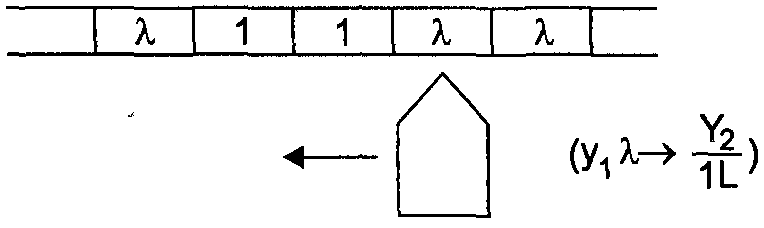 λ 1 1 λ λ
(y₁ λ → Y₂/1L)